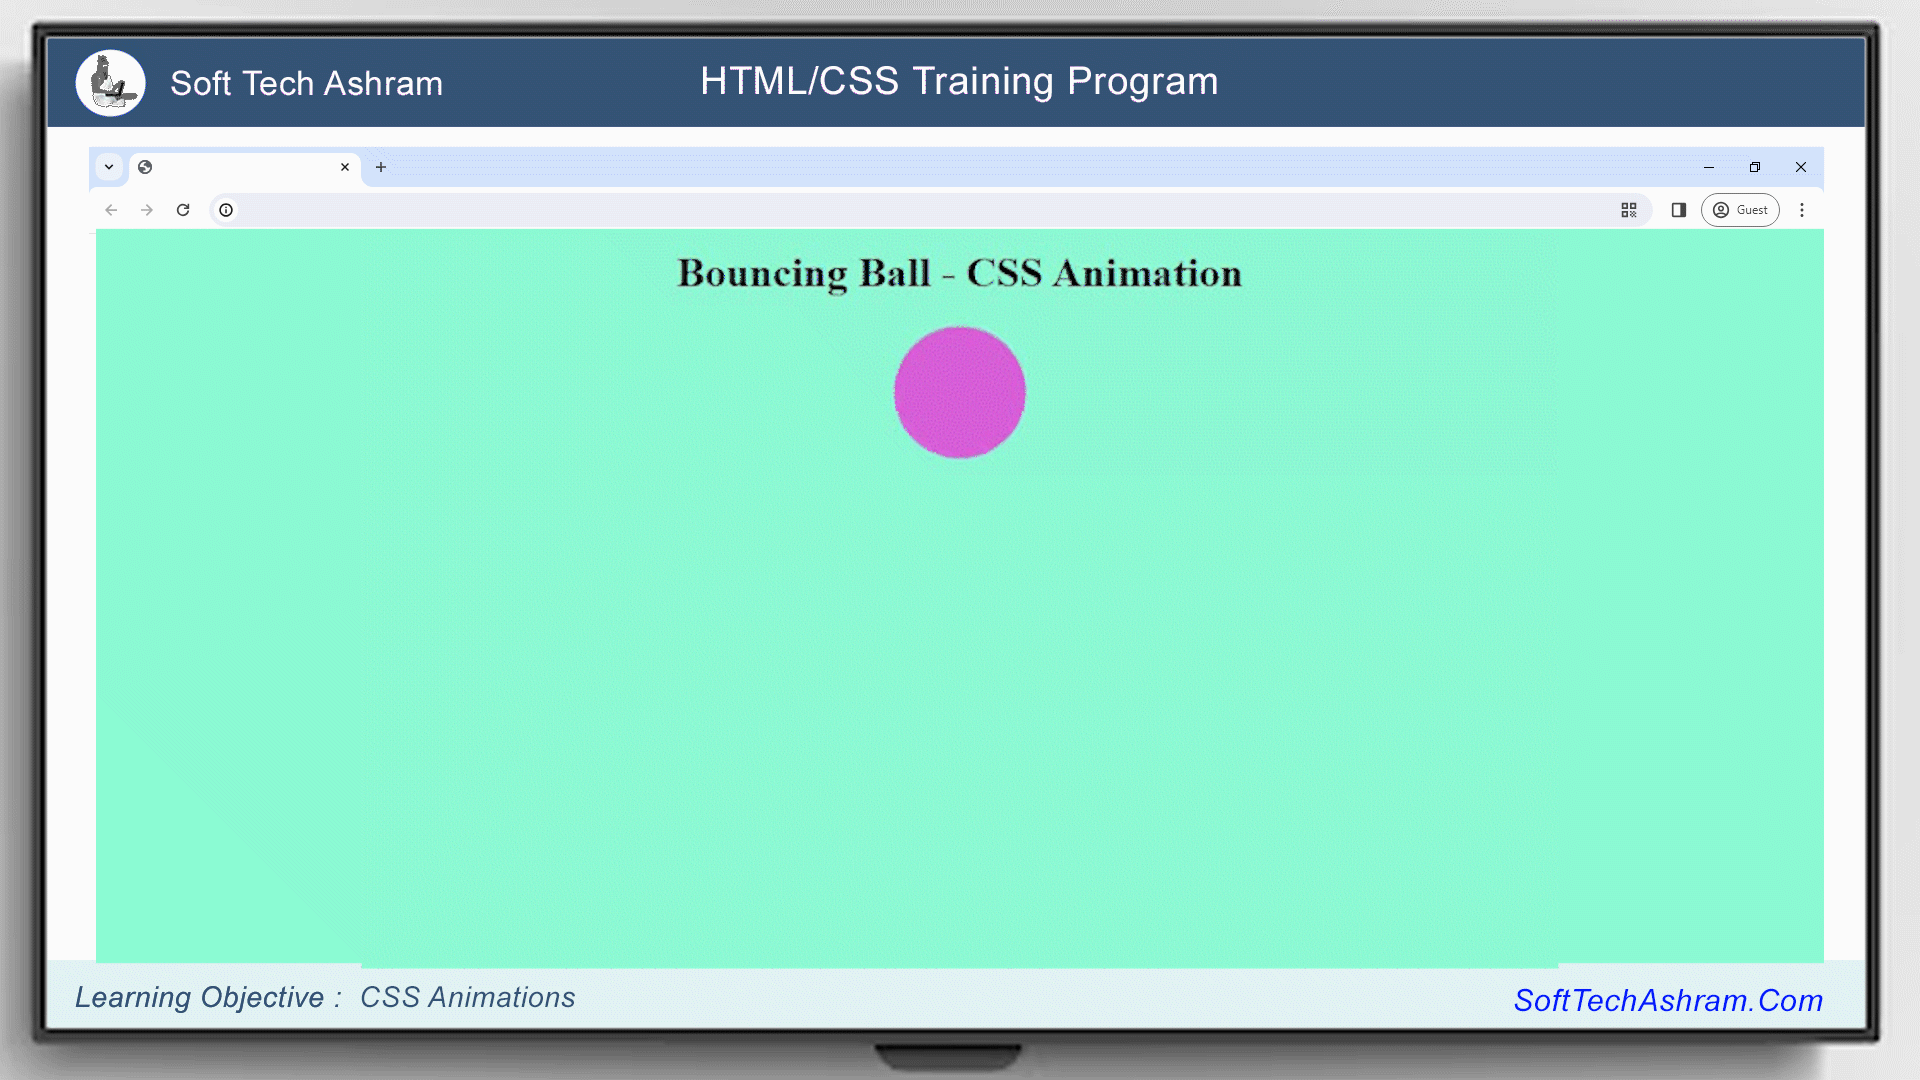 Soft Tech Ashram
HTML/CSS Training Program
Guest
Bouncing Ball - CSS Animation
Learning Objective : CSS Animations
SoftTechAshram.Com